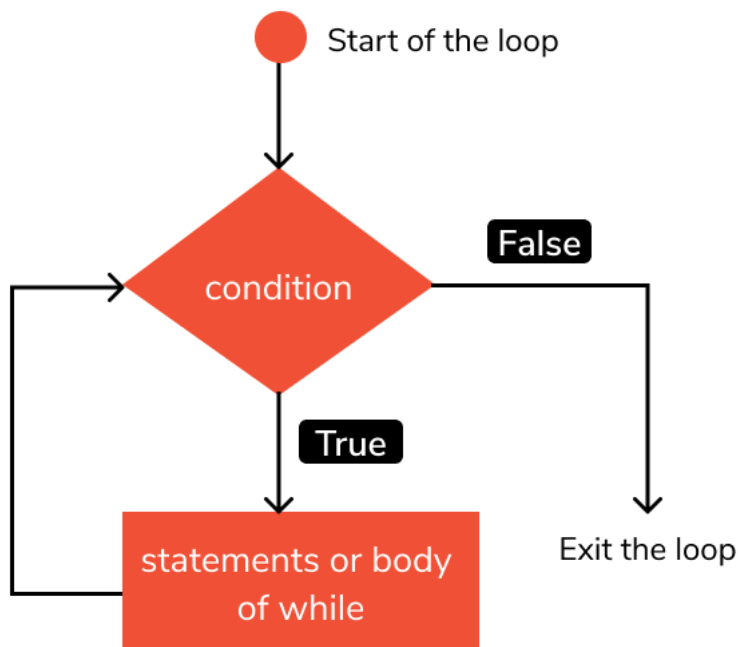 Start of the loop
False
condition
True
statements or body
of while
Exit the loop